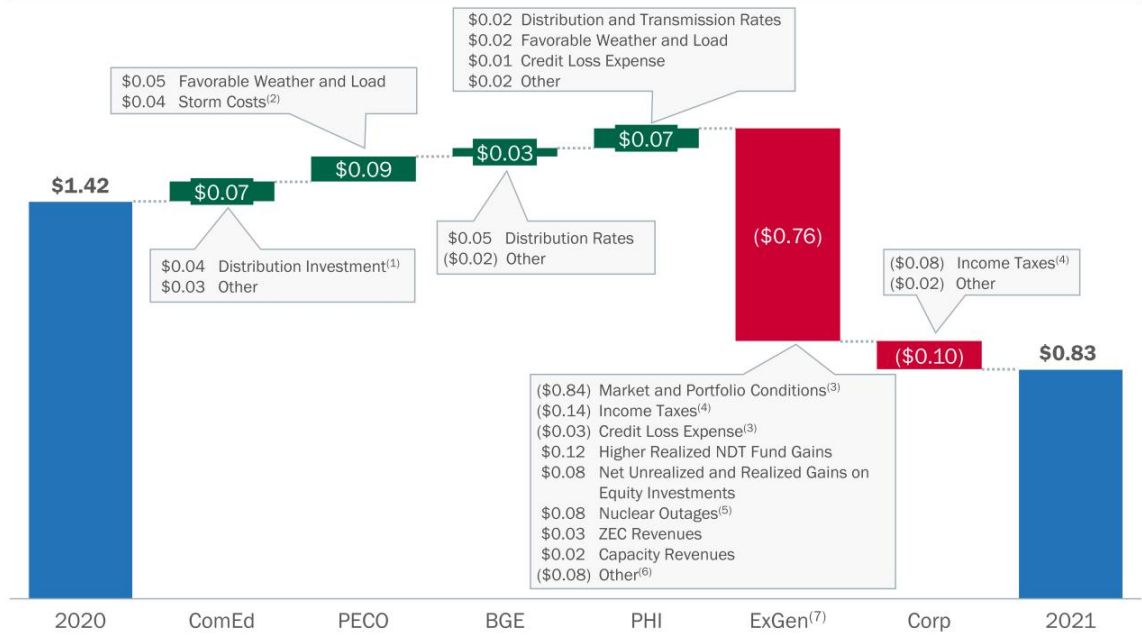 $0.02 Distribution and Transmission Rates
$0.02 Favorable Weather and Load
$0.01 Credit Loss Expense
$0.02 Other
$0.05 Favorable Weather and Load
$0.04 Storm Costs(2)
$1.42
$0.07
$0.09
$0.03
$0.07
($0.76)
($0.10)
$0.83
$0.04 Distribution Investment(1)
$0.03 Other
$0.05 Distribution Rates
($0.02) Other
($0.08) Income Taxes(4)
($0.02) Other
($0.84) Market and Portfolio Conditions(3)
($0.14) Income Taxes(4)
($0.03) Credit Loss Expense(3)
$0.12 Higher Realized NDT Fund Gains
$0.08 Net Unrealized and Realized Gains on
Equity Investments
$0.08 Nuclear Outages(5)
$0.03 ZEC Revenues
$0.02 Capacity Revenues
($0.08) Other(6)
2020 ComEd PECO BGE PHI ExGen(7) Corp 2021